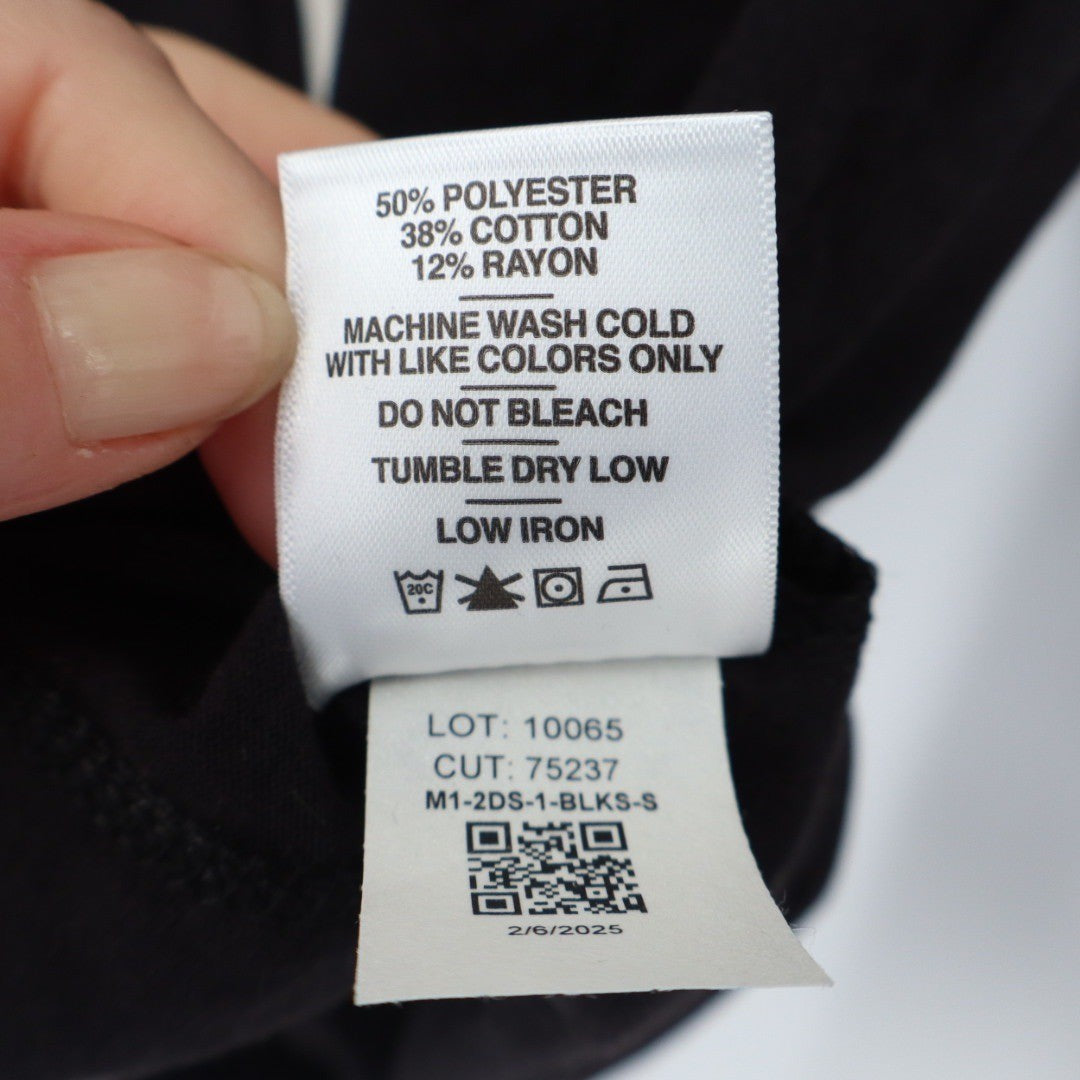 50% POLYESTER
38% COTTON
12% RAYON
MACHINE WASH COLD
WITH LIKE COLORS ONLY
DO NOT BLEACH
TUMBLE DRY LOW
LOW IRON
20C
LOT: 10065
CUT: 75237
M1-2DS-1-BLKS-S
2/6/2025